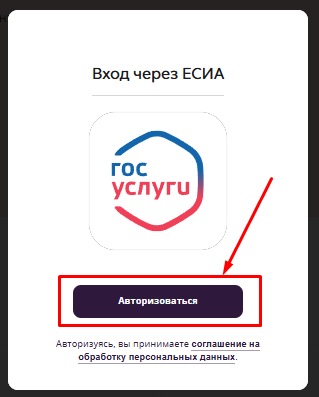 Вход через ЕСИА
гос
услуги
Авторизоваться
Авторизуясь, вы принимаете соглашение на
обработку персональных данных.